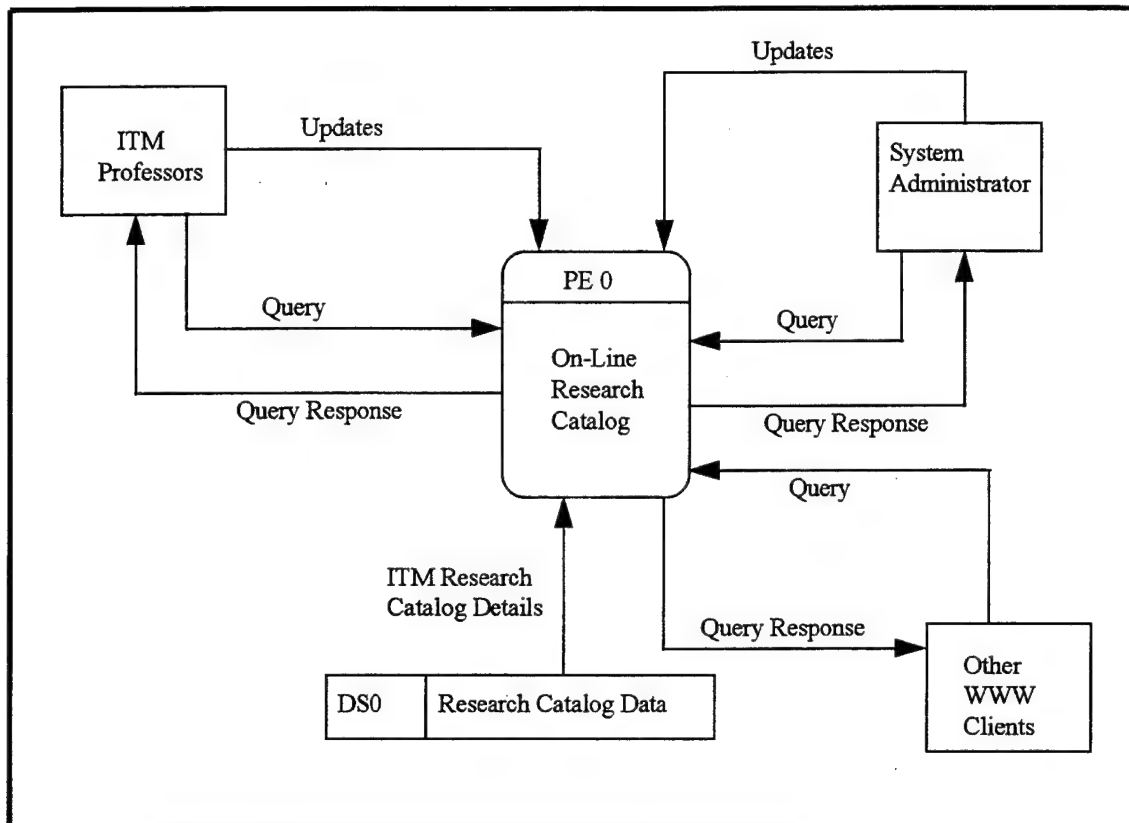 Updates
ITM
Professors
Updates
System
Administrator
PE 0
Query
Query
On-Line
Research
Catalog
Query Response
Query Response
Query
ITM Research
Catalog Details
Query Response
Other
WWW
Clients
DS0
Research Catalog Data